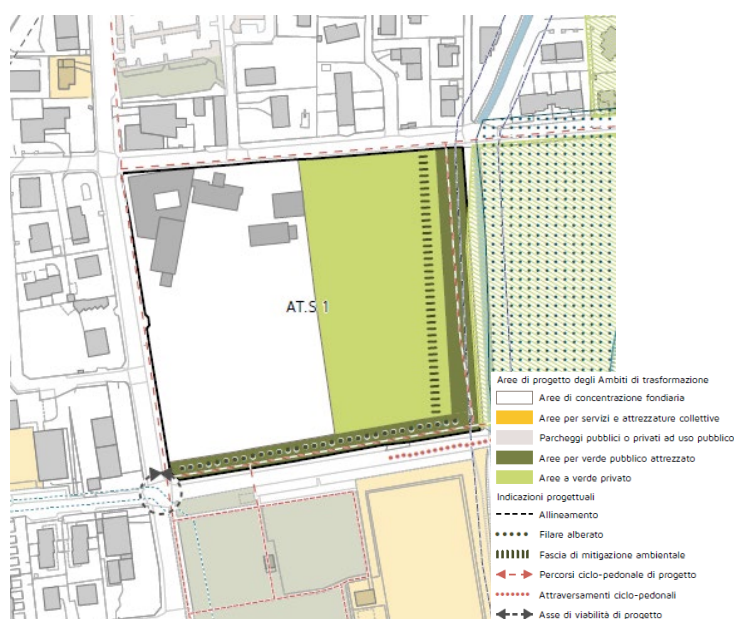 AT.S 1
Aree di progetto degli Ambiti di trasformazione
Aree di concentrazione fondiaria
Aree per servizi e attrezzature collettive
Parcheggi pubblici o privati ad uso pubblico
Aree per verde pubblico attrezzato
Aree a verde privato
Indicazioni progettuali
Allineamento
Filare alberato
Fascia di mitigazione ambientale
Percorsi ciclo-pedonale di progetto
Attraversamenti ciclo-pedonali
Asse di viabilità di progetto